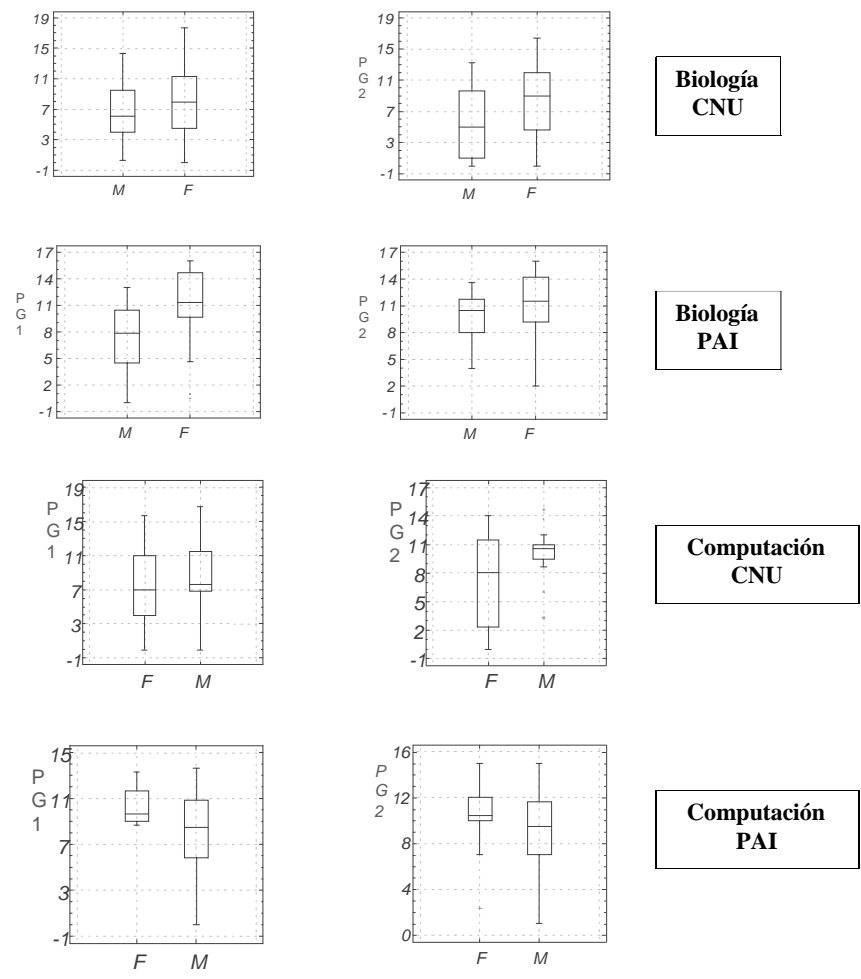 19
15
11
7
3
-1
M F
P
G
2
19
15
11
7
3
-1
M F
Biología
CNU
P
G
1
17
14
11
8
5
2
-1
M F
P
G
2
17
14
11
8
5
2
-1
M F
Biología
PAI
P
G
1
19
15
11
7
3
-1
F M
P
G
2
17
14
11
8
5
2
-1
F M
Computación
CNU
P
G
1
15
11
7
3
-1
F M
P
G
2
16
12
8
4
0
F M
Computación
PAI